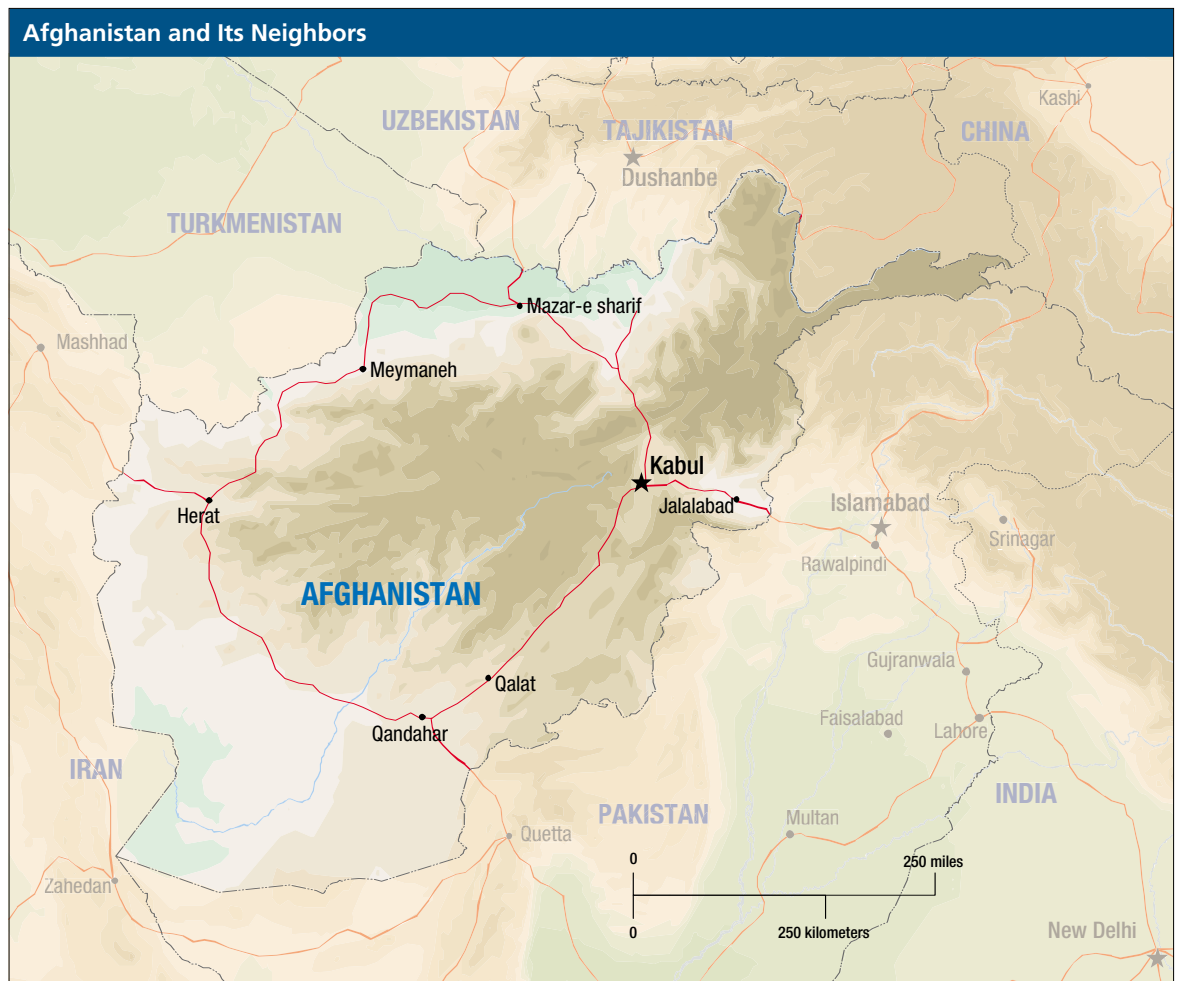 Afghanistan and Its Neighbors
Kashi
UZBEKISTAN
TAJIKISTAN
CHINA
Dushanbe
TURKMENISTAN
Mazar-e sharif
Mashhad
Meymaneh
Kabul
Herat
Jalalabad
Islamabad
Srinagar
Rawalpindi
AFGHANISTAN
Gujranwala
Qalat
Faisalabad
Qandahar
Lahore
IRAN
INDIA
PAKISTAN
Multan
Quetta
0
250 miles
Zahedan
0
250 kilometers
New Delhi